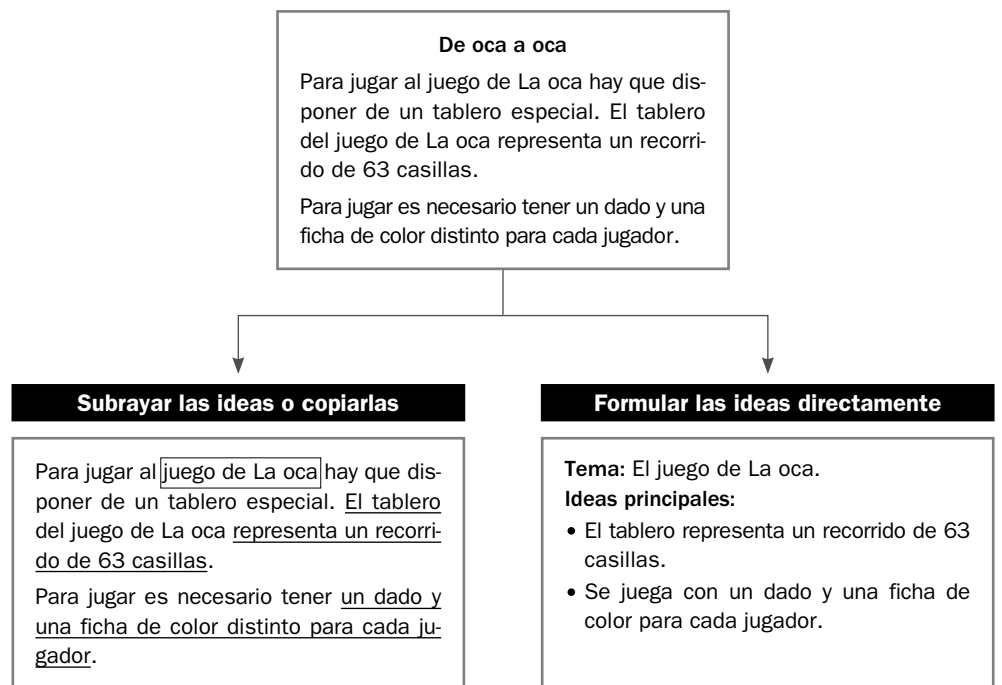 De oca a oca
Para jugar al juego de La oca hay que dis-
poner de un tablero especial. El tablero
del juego de La oca representa un recorri-
do de 63 casillas.
Para jugar es necesario tener un dado y una
ficha de color distinto para cada jugador.
Subrayar las ideas o copiarlas
Para jugar al juego de La oca hay que dis-
poner de un tablero especial. El tablero
del juego de La oca representa un recorri-
do de 63 casillas.
Para jugar es necesario tener un dado y
una ficha de color distinto para cada ju-
gador.
Formular las ideas directamente
Tema: El juego de La oca.
Ideas principales:
• El tablero representa un recorrido de 63
casillas.
• Se juega con un dado y una ficha de
color para cada jugador.